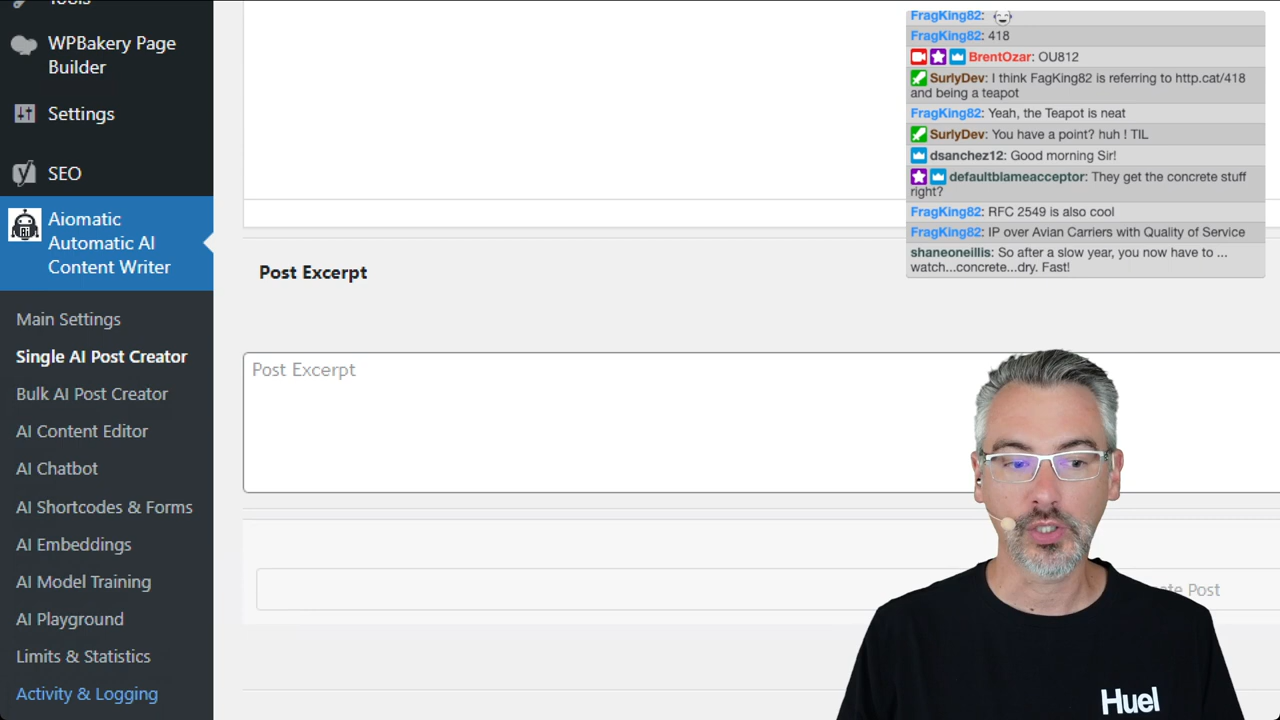 Tools
WPBakery Page
Builder
Settings
SEO
Aiomatic
Automatic AI
Content Writer
Main Settings
Single AI Post Creator
Bulk AI Post Creator
AI Content Editor
AI Chatbot
AI Shortcodes & Forms
AI Embeddings
AI Model Training
AI Playground
Limits & Statistics
Activity & Logging
Post Excerpt
Post Excerpt
Post
FragKing82:
FragKing82: 418
BrentOzar: OU812
SurlyDev: I think FagKing82 is referring to http.cat/418
and being a teapot
FragKing82: Yeah, the Teapot is neat
SurlyDev: You have a point? huh ! TIL
dsanchez12: Good morning Sir!
defaultblameacceptor: They get the concrete stuff
right?
FragKing82: RFC 2549 is also cool
FragKing82: IP over Avian Carriers with Quality of Service
shaneoneillis: So after a slow year, you now have to ...
watch...concrete...dry. Fast!
Huel